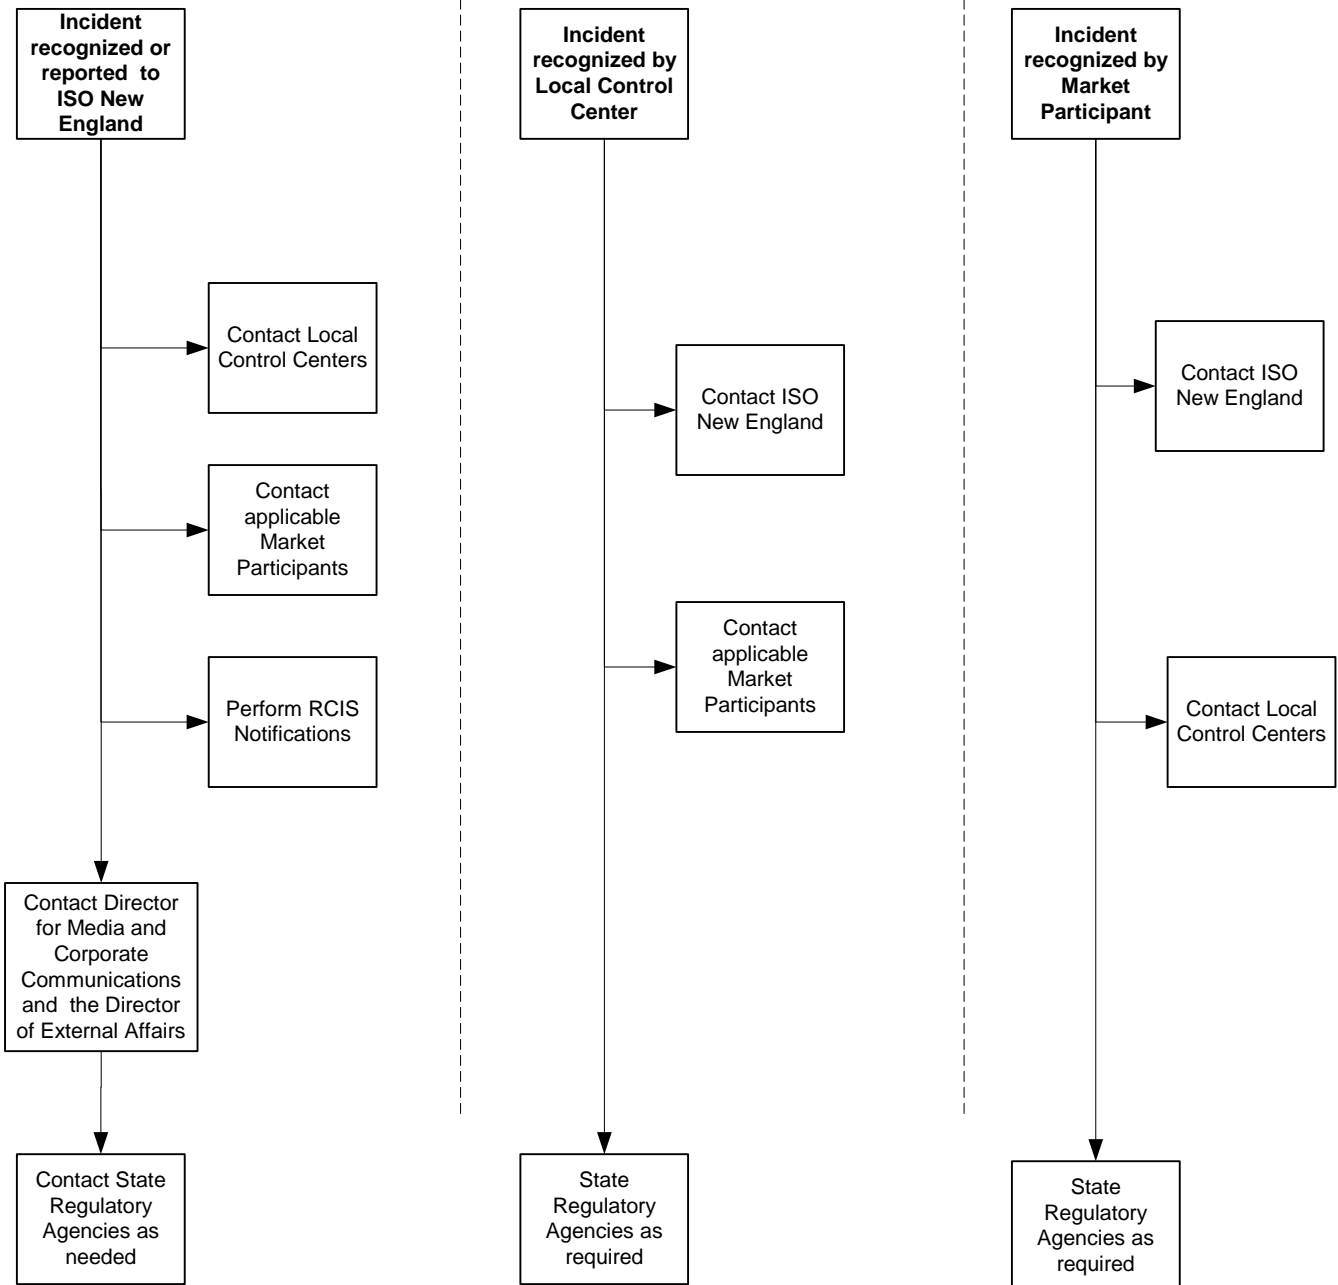 Incident
recognized or
reported to
ISO New
England
Contact Local
Control Centers
Contact
applicable
Market
Participants
Perform RCIS
Notifications
Contact Director
for Media and
Corporate
Communications
and the Director
of External Affairs
Contact State
Regulatory
Agencies as
needed
Incident
recognized by
Local Control
Center
Contact ISO
New England
Contact
applicable
Market
Participants
State
Regulatory
Agencies as
required
Incident
recognized by
Market
Participant
Contact ISO
New England
Contact Local
Control Centers
State
Regulatory
Agencies as
required